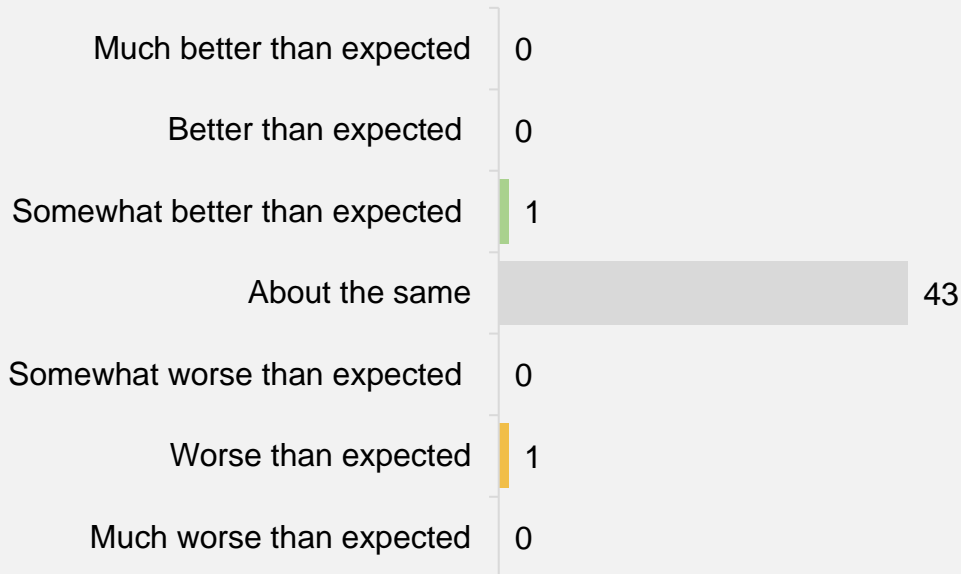 Much better than expected 0
Better than expected 0
Somewhat better than expected 1
About the same 43
Somewhat worse than expected 0
Worse than expected 1
Much worse than expected 0